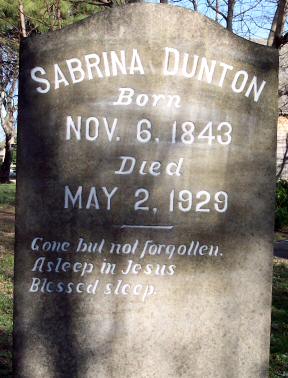 SABRINA DUNTON
Born
NOV. 6, 1843
Died
MAY 2, 1929
Gone but not forgotten.
Asleep in Jesus
Blessed sleep.